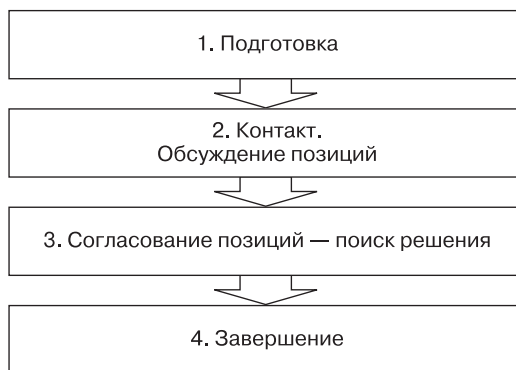 1. Подготовка
2. Контакт.
Обсуждение позиций
3. Согласование позиций — поиск решения
4. Завершение